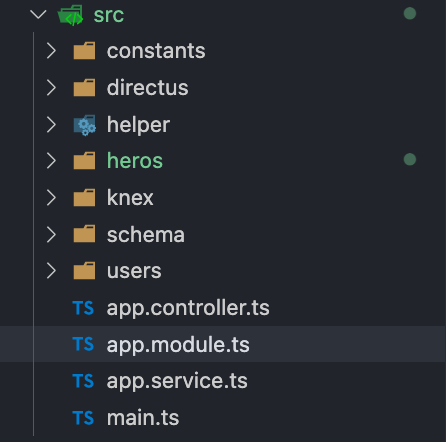 src
constants
directus
helper
heros
knex
schema
users
TS app.controller.ts
TS app.module.ts
TS app.service.ts
TS main.ts